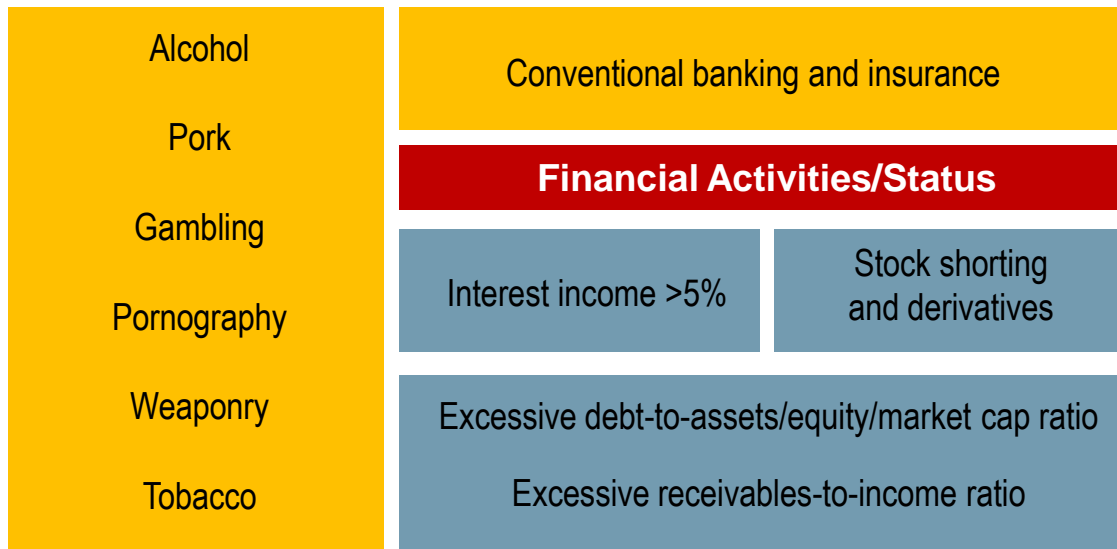 Alcohol
Pork
Gambling
Pornography
Weaponry
Tobacco
Conventional banking and insurance
Financial Activities/Status
Interest income >5%
Stock shorting
and derivatives
Excessive debt-to-assets/equity/market cap ratio
Excessive receivables-to-income ratio